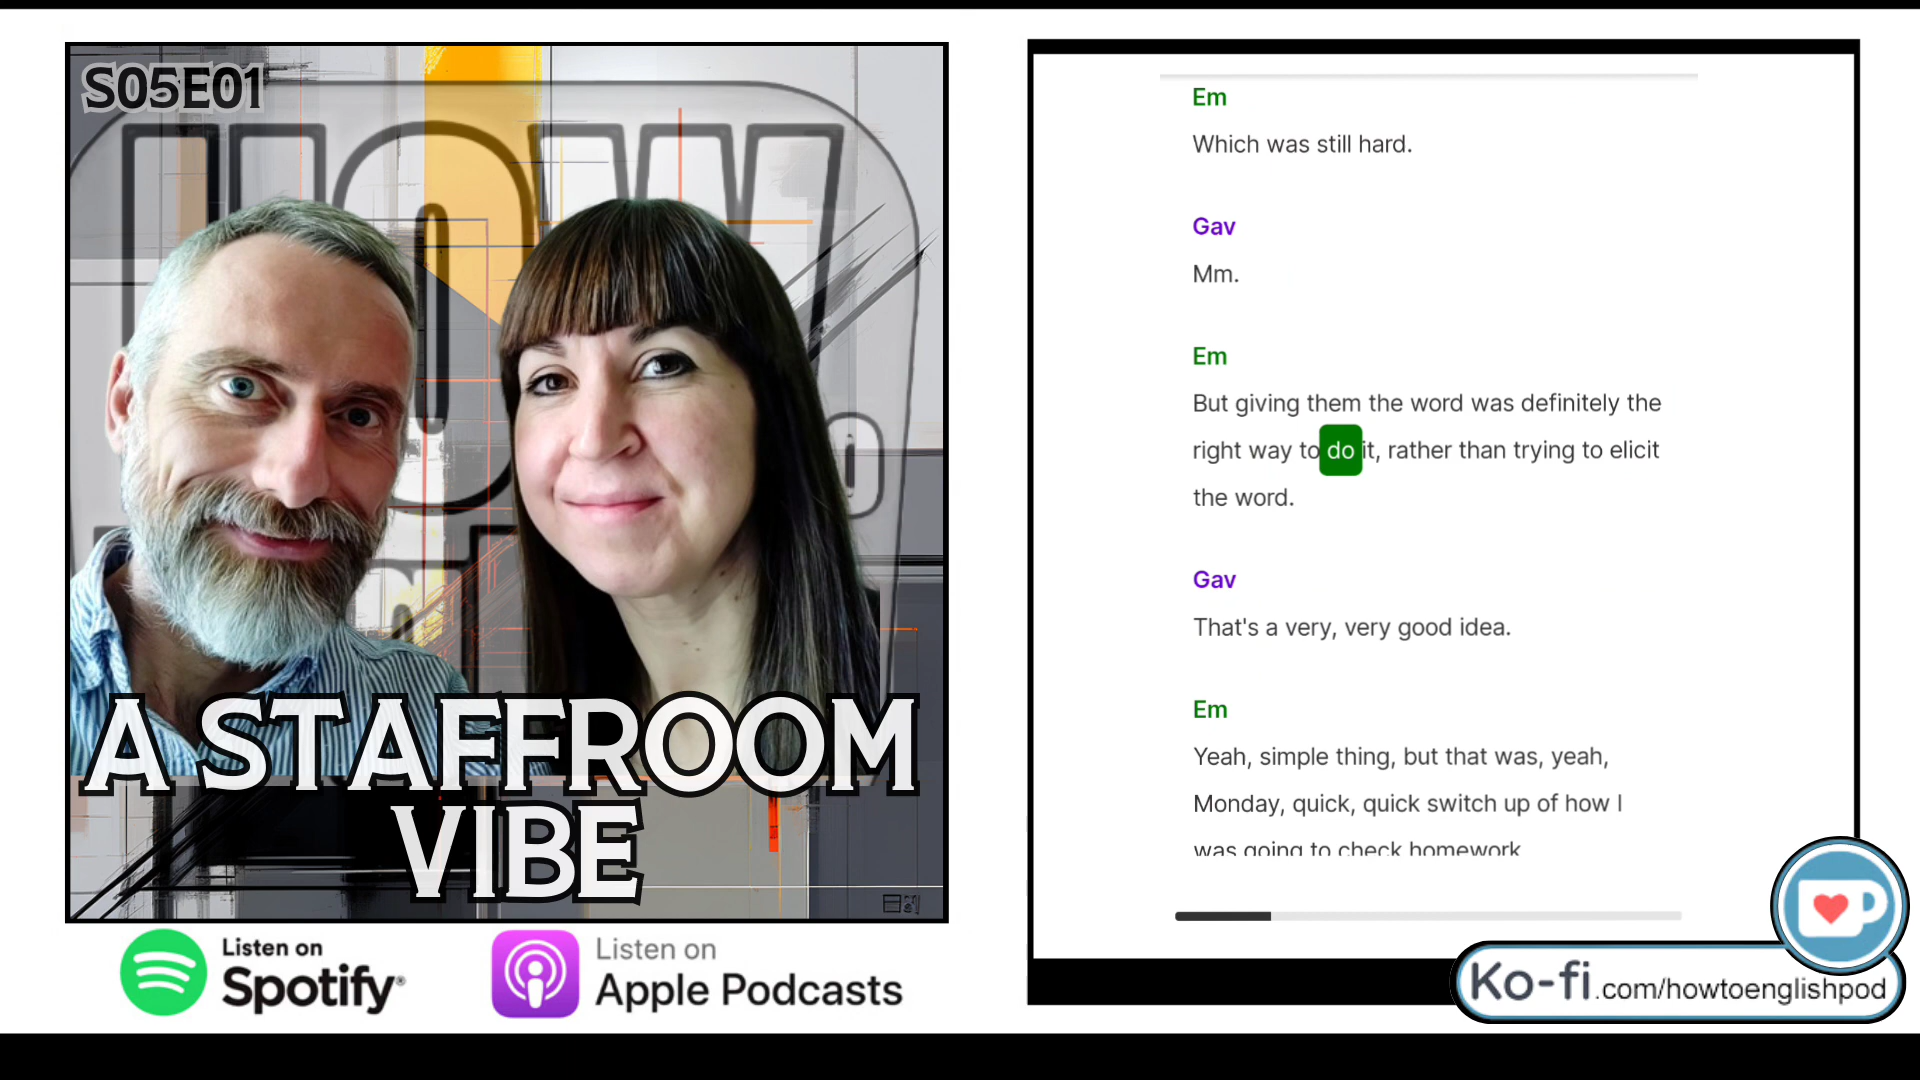 S05E01
HOW
TO
A STAFFROOM
VIBE
Listen on
Spotify®
Listen on
Apple Podcasts
Em
Which was still hard.
Gav
Mm.
Em
But giving them the word was definitely the
right way to do it, rather than trying to elicit
the word.
Gav
That's a very, very good idea.
Em
Yeah, simple thing, but that was, yeah,
Monday, quick, quick switch up of how I
was going to check homework
Ko-fi.com/howtoenglishpod